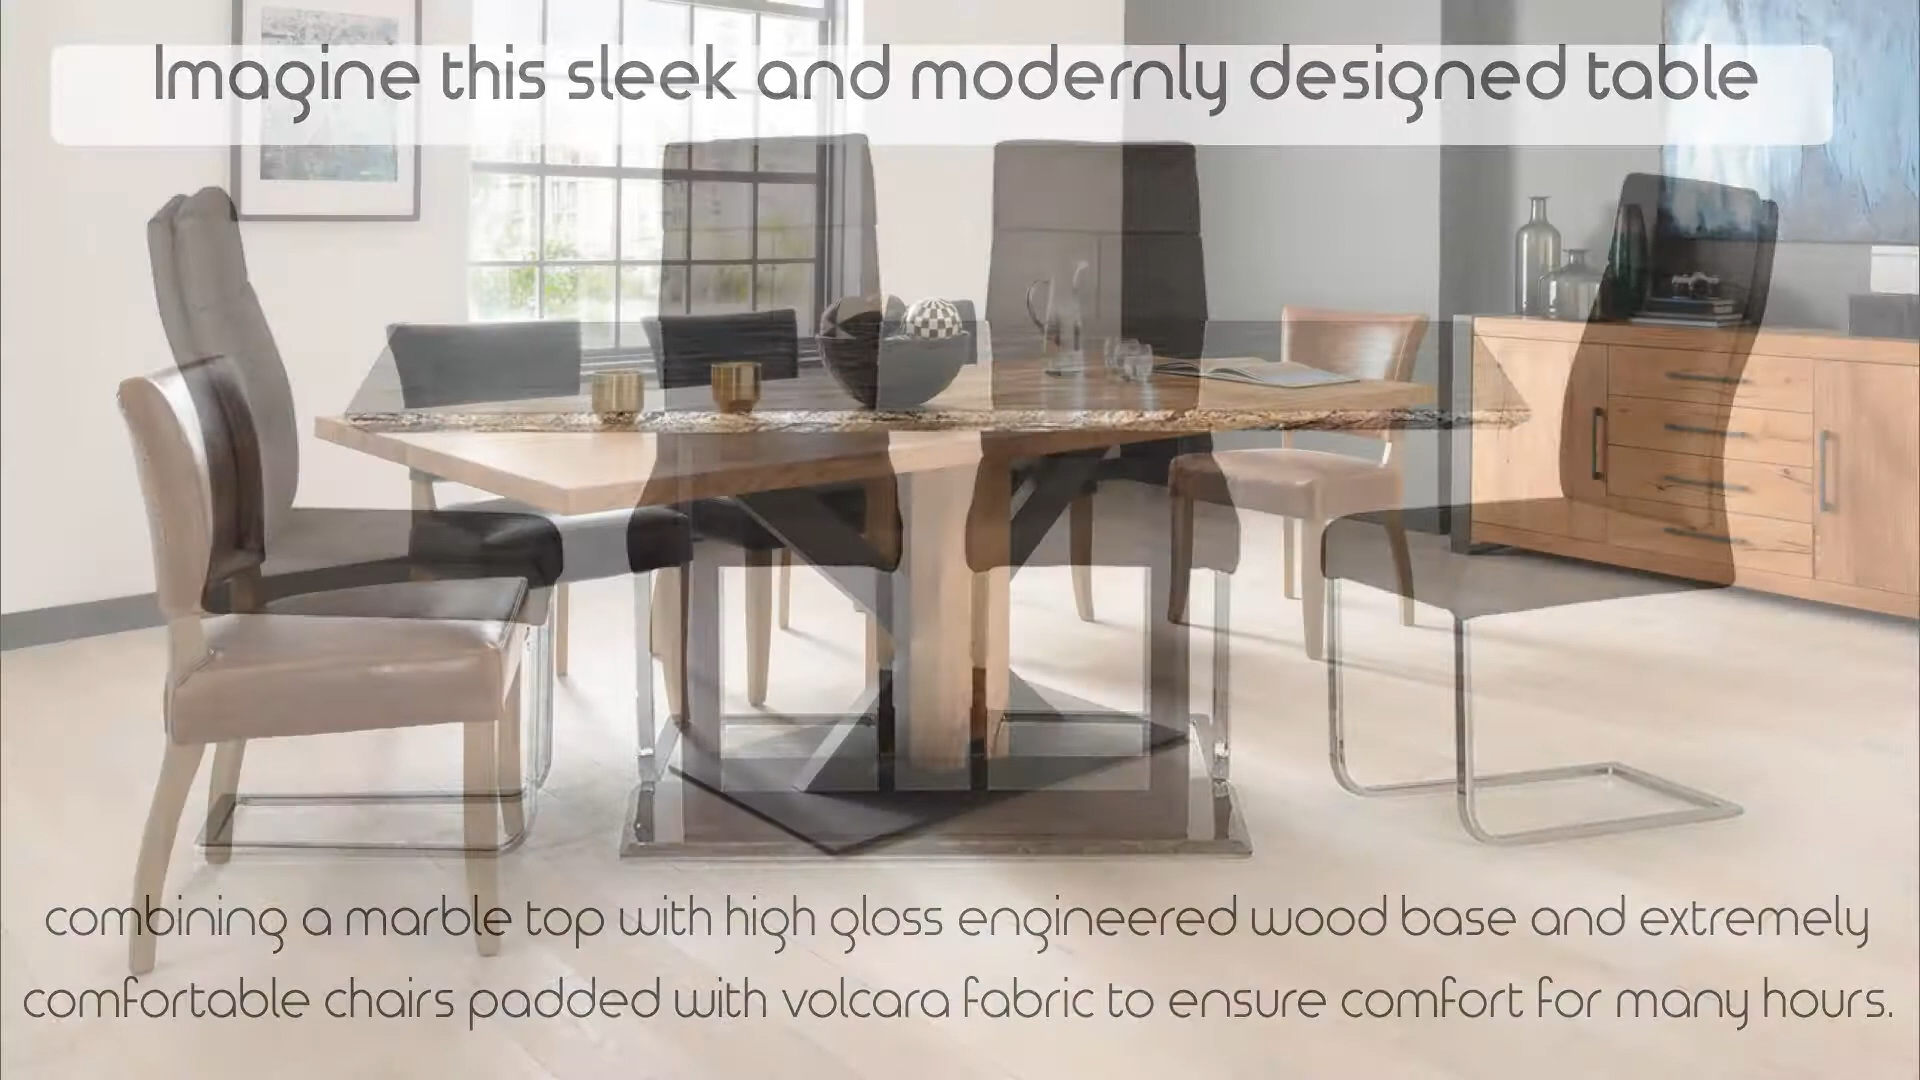 Imagine this sleek and modernly designed table
combining a marble top with high gloss engineered wood base and extremely
comfortable chairs padded with volcara fabric to ensure comfort for many hours.